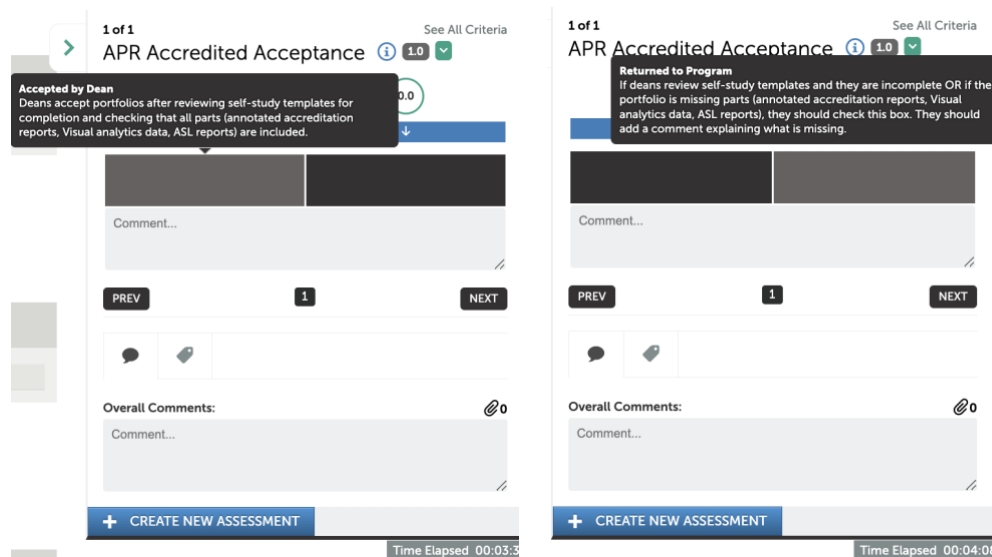 1 of 1
See All Criteria
APR Accredited Acceptance i 1.0
Accepted by Dean
Deans accept portfolios after reviewing self-study templates for
completion and checking that all parts (annotated accreditation
reports, Visual analytics data, ASL reports) are included.
0.0
Comment...
PREV
1
NEXT
Overall Comments:
0
Comment...
+ CREATE NEW ASSESSMENT
Time Elapsed 00:03:3
1 of 1
See All Criteria
APR Accredited Acceptance i 1.0
Returned to Program
If deans review self-study templates and they are incomplete OR if the
portfolio is missing parts (annotated accreditation reports, Visual
analytics data, ASL reports), they should check this box. They should
add a comment explaining what is missing.
Comment...
PREV
1
NEXT
Overall Comments:
0
Comment...
+ CREATE NEW ASSESSMENT
Time Elapsed 00:04:08